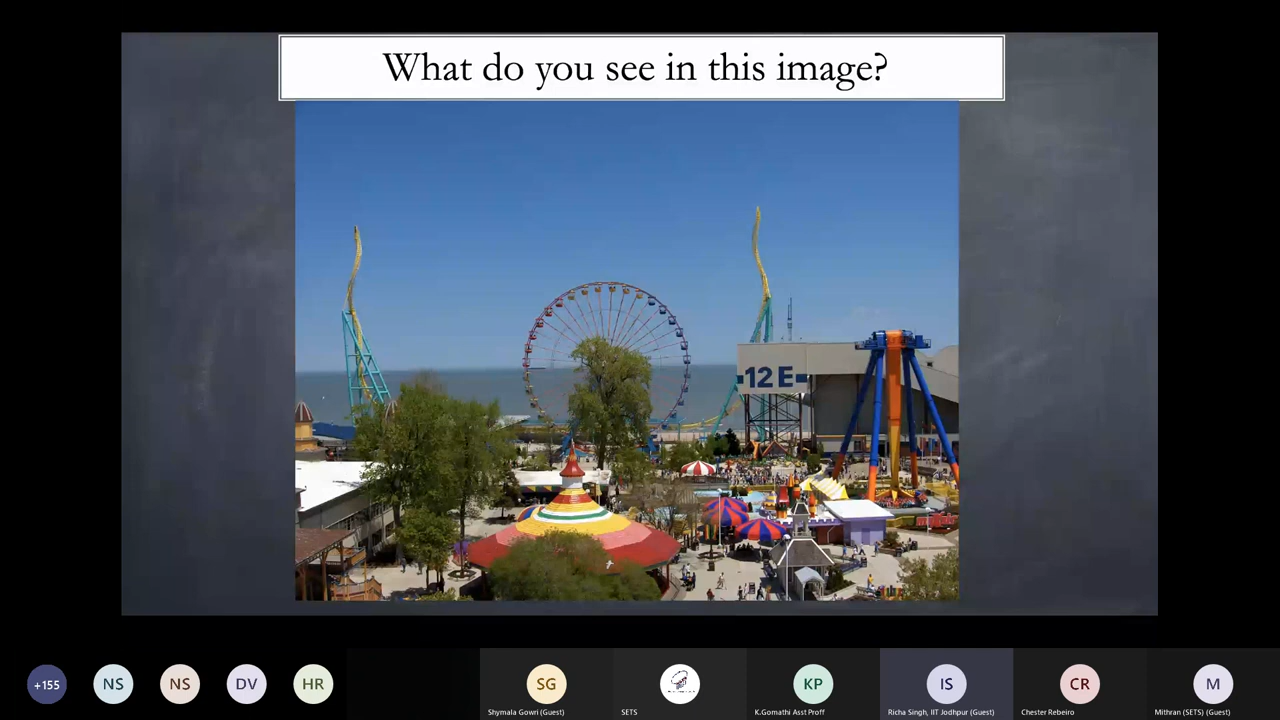 What do you see in this image?
12 E
+155
NS
NS
DV
HR
SG
Shymala Gowri (Guest)
SETS
KP
K.Gomathi Asst Proff
IS
Richa Singh, IIT Jodhpur (Guest)
CR
Chester Rebeiro
M
Mithran (SETS) (Guest)